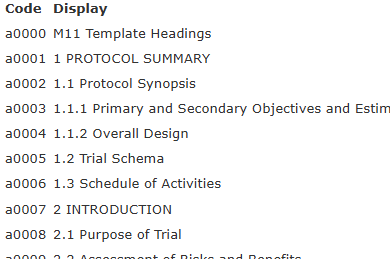 Code Display
a0000 M11 Template Headings
a0001 1 PROTOCOL SUMMARY
a0002 1.1 Protocol Synopsis
a0003 1.1.1 Primary and Secondary Objectives and Estim
a0004 1.1.2 Overall Design
a0005 1.2 Trial Schema
a0006 1.3 Schedule of Activities
a0007 2 INTRODUCTION
a0008 2.1 Purpose of Trial
a0009 2.2 Assessment of Risks and Benefits